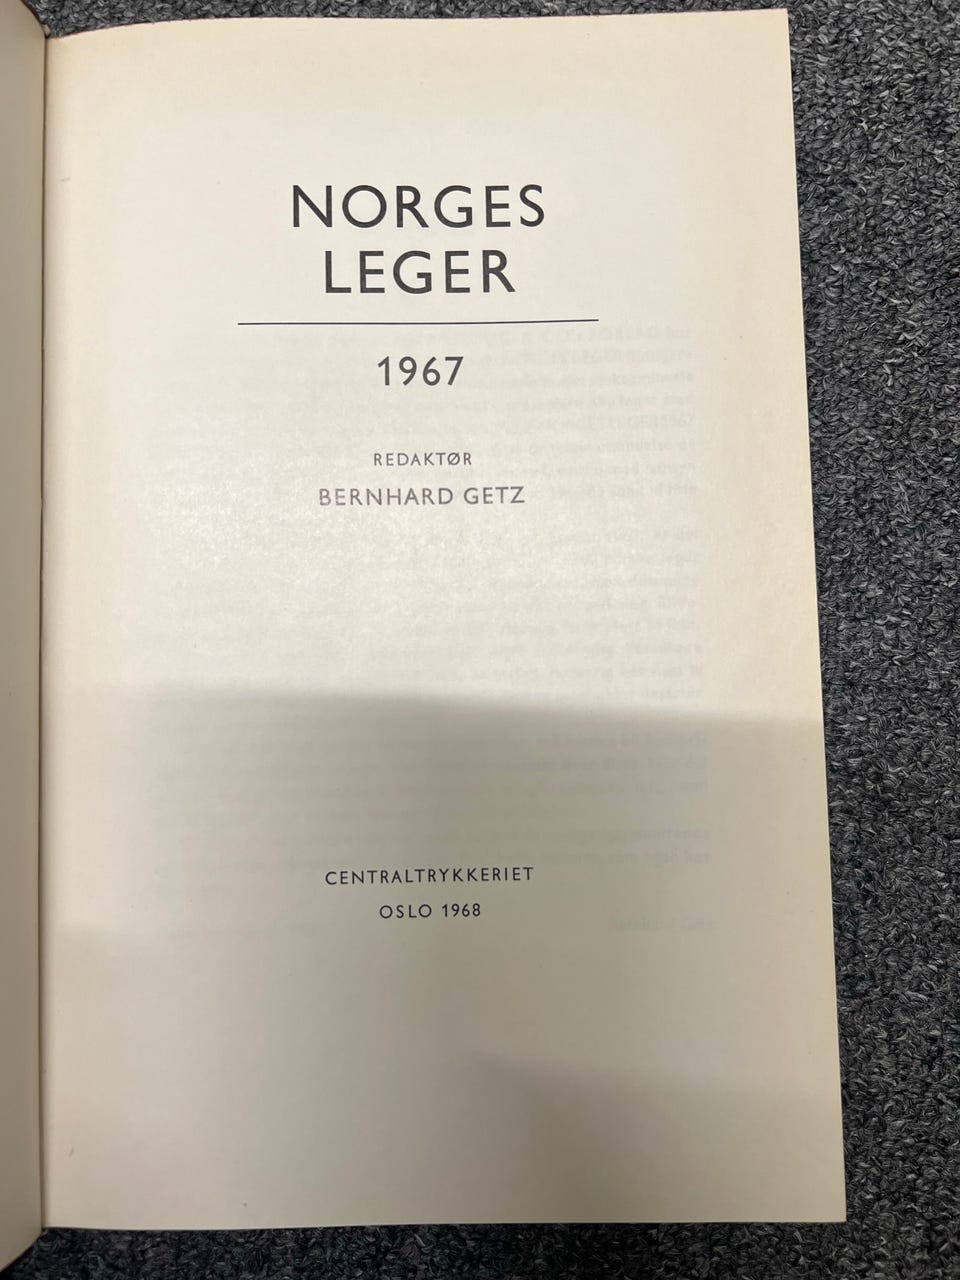 NORGES
LEGER
1967
REDAKTØR
BERNHARD GETZ
CENTRALTRYKKERIET
OSLO 1968